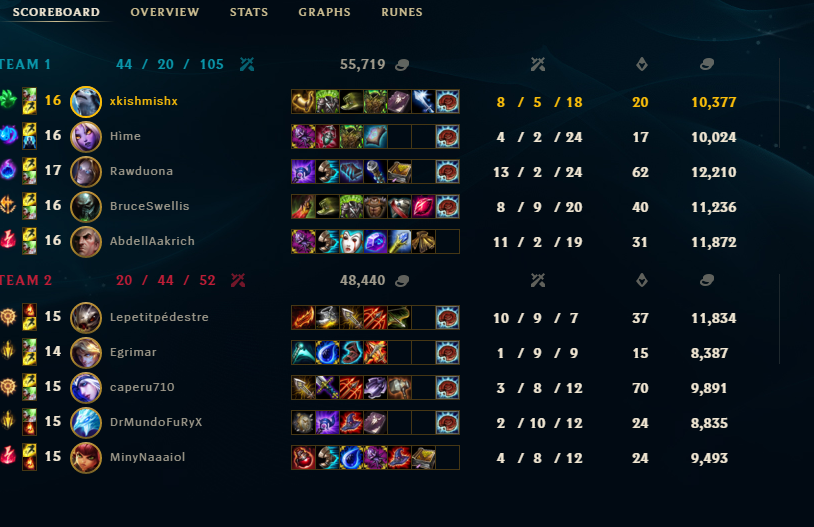 SCOREBOARD OVERVIEW STATS GRAPHS RUNES
TEAM 1 44 / 20 / 105 55,719
16 xkishmishx 8 / 5 / 18 20 10,377
16 Hìme 4 / 2 / 24 17 10,024
17 Rawduona 13 / 2 / 24 62 12,210
16 BruceSwellis 8 / 9 / 20 40 11,236
16 AbdellAakrich 11 / 2 / 19 31 11,872
TEAM 2 20 / 44 / 52 48,440
15 Lepetitpédestre 10 / 9 / 7 37 11,834
14 Egrimar 1 / 9 / 9 15 8,387
15 caperu710 3 / 8 / 12 70 9,891
15 DrMundoFuRyX 2 / 10 / 12 24 8,835
15 MinyNaaaiol 4 / 8 / 12 24 9,493